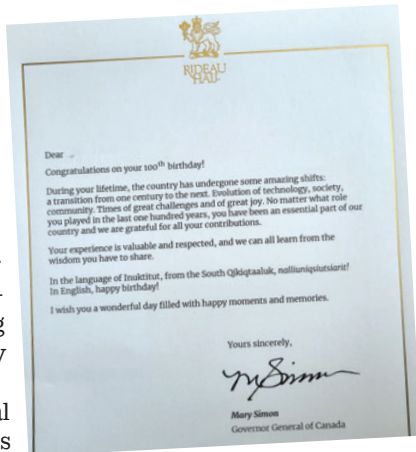 RIDEAU
HALL
Dear
Congratulations on your 100th birthday!
During your lifetime, the country has undergone some amazing shifts:
a transition from one century to the next. Evolution of technology, society,
community. Times of great challenges and of great joy. No matter what role
you played in the last one hundred years, you have been an essential part of our
country and we are grateful for all your contributions.
Your experience is valuable and respected, and we can all learn from the
wisdom you have to share.
In the language of Inuktitut, from the South Qikiqtaaluk, nalliuniqsiutsiarit!
In English, happy birthday!
I wish you a wonderful day filled with happy moments and memories.
Yours sincerely,
M Simon
Mary Simon
Governor General of Canada
g
y
al
s